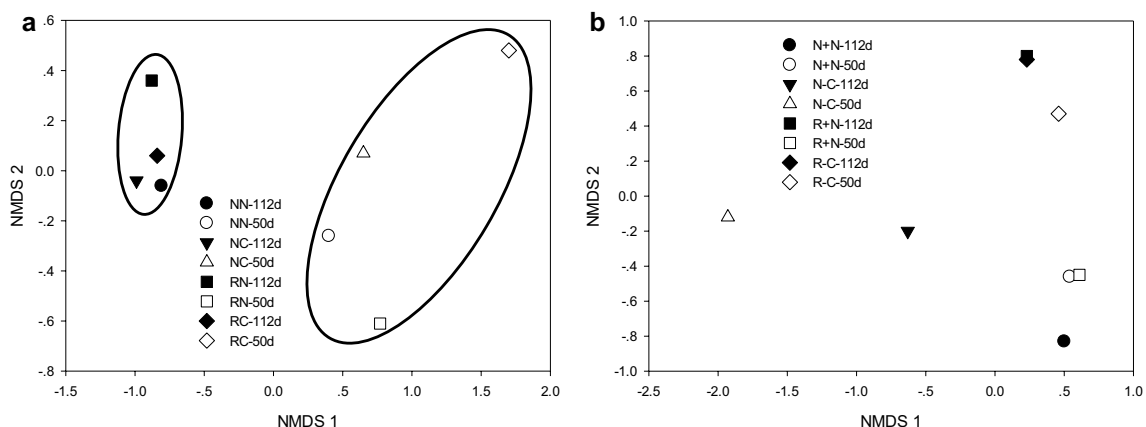 a
.6
.4
.2
0.0
-.2
-.4
-.6
-.8
NMDS 2
-1.5
-1.0
-.5
0.0
.5
1.0
1.5
2.0
NMDS 1
NN-112d
NN-50d
NC-112d
NC-50d
RN-112d
RN-50d
RC-112d
RC-50d
b
1.0
.8
.6
.4
.2
0.0
-.2
-.4
-.6
-.8
-1.0
NMDS 2
-2.5
-2.0
-1.5
-1.0
-.5
0.0
.5
1.0
NMDS 1
N+N-112d
N+N-50d
N-C-112d
N-C-50d
R+N-112d
R+N-50d
R-C-112d
R-C-50d